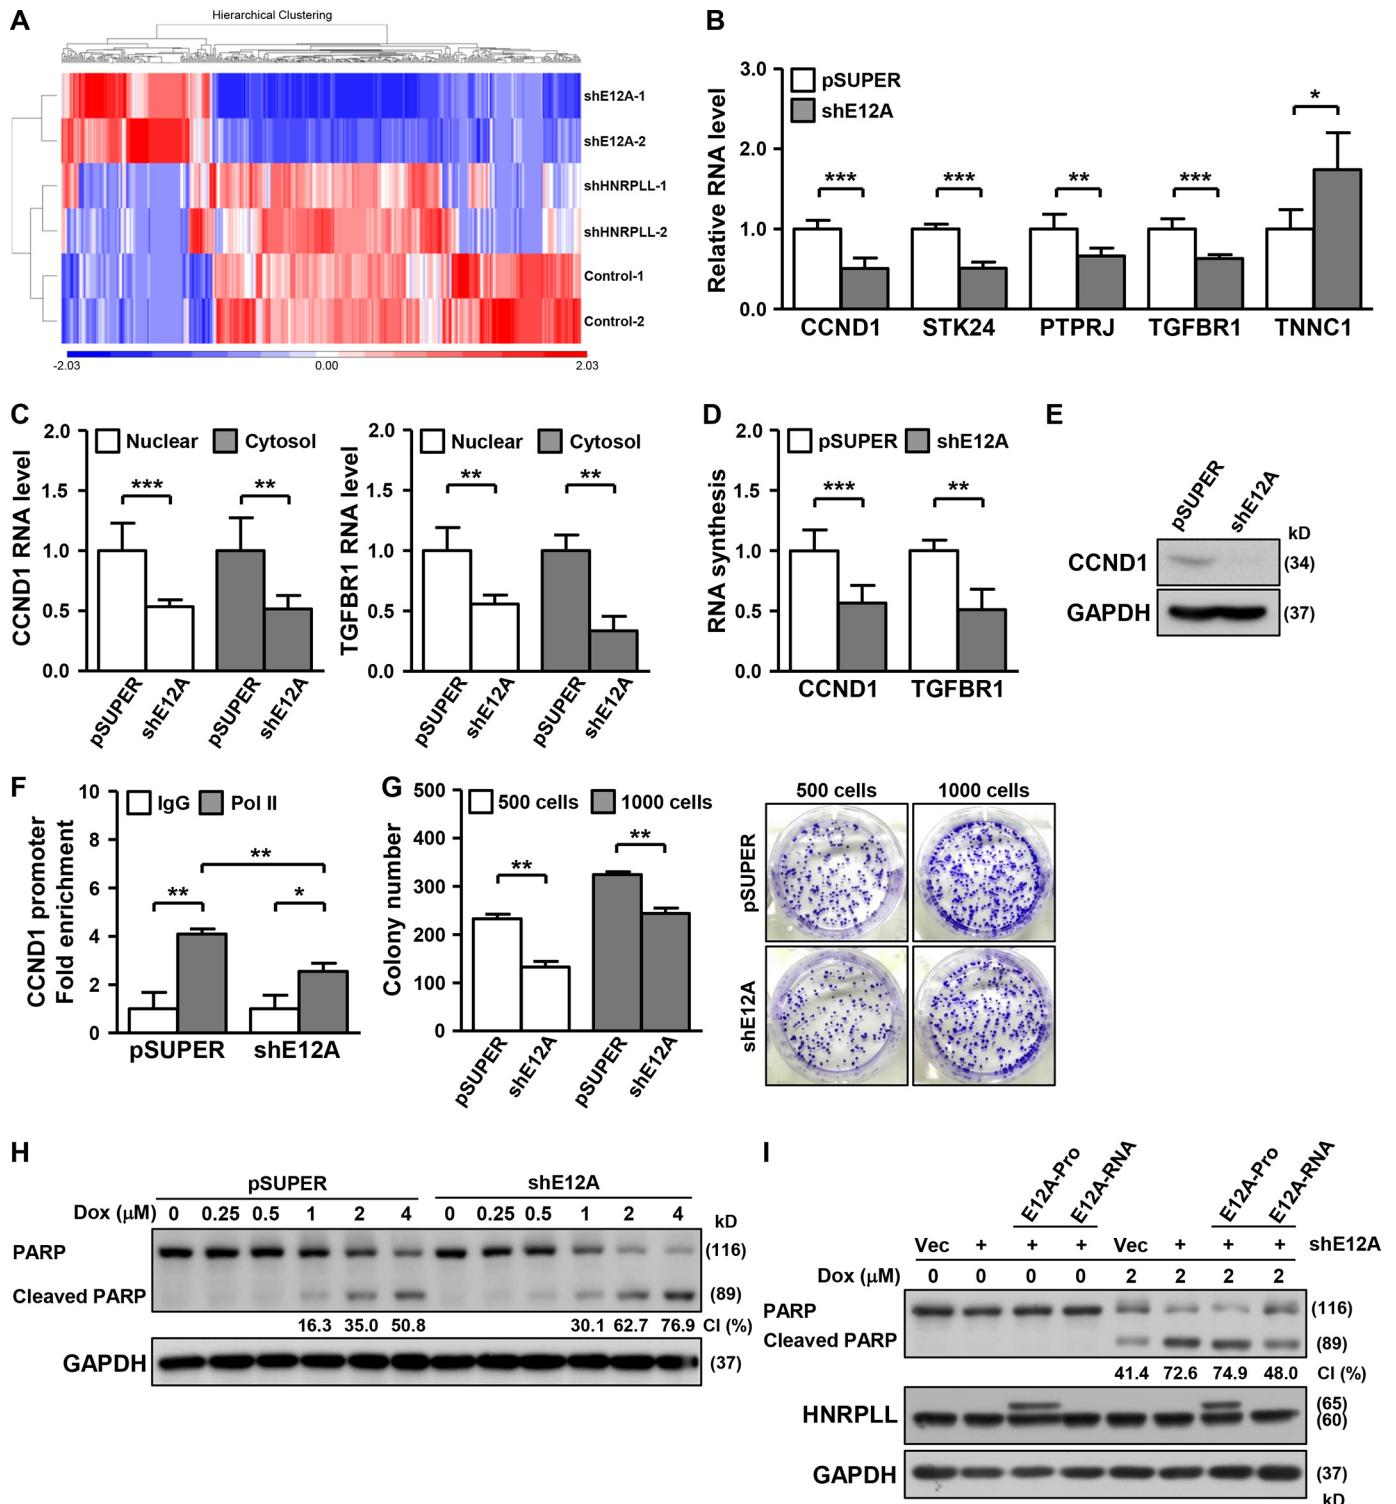 A
Hierarchical Clustering
shE12A-1
shE12A-2
shHNRPLL-1
shHNRPLL-2
Control-1
Control-2
-2.03 0.00 2.03
B
Relative RNA level
3.0
2.0
1.0
0.0
pSUPER
shE12A
*** *** ** *** *
CCND1 STK24 PTPRJ TGFBR1 TNNC1
C
CCND1 RNA level
2.0
1.5
1.0
0.5
0.0
Nuclear Cytosol
*** **
pSUPER shE12A pSUPER shE12A
TGFBR1 RNA level
2.0
1.5
1.0
0.5
0.0
Nuclear Cytosol
** **
pSUPER shE12A pSUPER shE12A
D
RNA synthesis
2.0
1.5
1.0
0.5
0.0
pSUPER shE12A
*** **
CCND1 TGFBR1
E
pSUPER shE12A
kD
CCND1 (34)
GAPDH (37)
F
CCND1 promoter
Fold enrichment
10
8
6
4
2
0
IgG Pol II
**
** *
pSUPER shE12A
G
Colony number
500
400
300
200
100
0
500 cells 1000 cells
** **
pSUPER shE12A pSUPER shE12A
500 cells 1000 cells
pSUPER
shE12A
H
pSUPER shE12A
Dox (μM) 0 0.25 0.5 1 2 4 0 0.25 0.5 1 2 4 kD
PARP (116)
Cleaved PARP (89)
16.3 35.0 50.8 30.1 62.7 76.9 CI (%)
GAPDH (37)
I
E12A-Pro E12A-RNA E12A-Pro E12A-RNA
Vec + + + Vec + + + shE12A
Dox (μM) 0 0 0 0 2 2 2 2
PARP (116)
Cleaved PARP (89)
41.4 72.6 74.9 48.0 CI (%)
HNRPLL (65)
(60)
GAPDH (37)
kD